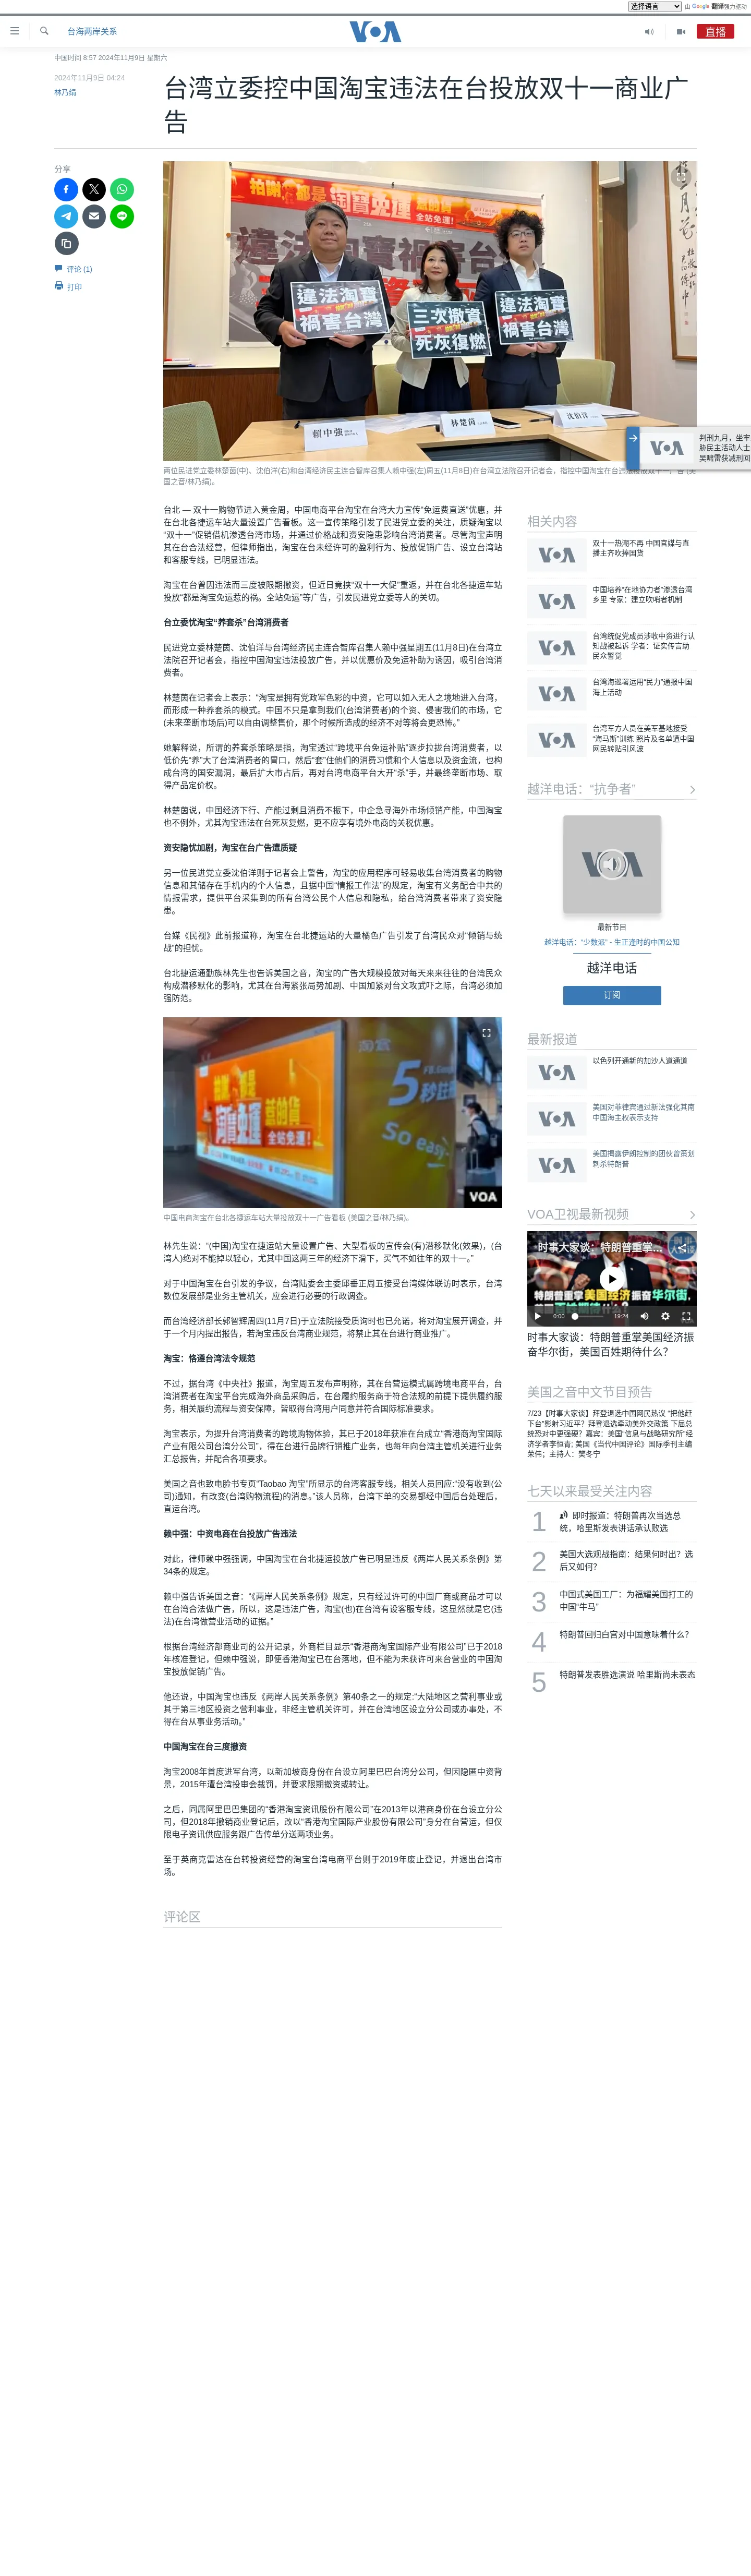 选择语言 由 Google 翻译强力驱动
台海两岸关系
VOA
直播
中国时间 8:57 2024年11月9日 星期六
2024年11月9日 04:24
林乃绢
台湾立委控中国淘宝违法在台投放双十一商业广
告
分享
评论 (1)
打印
違法淘寶
禍害台灣
三次撤資
死灰復燃
違法淘寶
禍害台灣
賴中強
林楚茵
沈伯洋
两位民进党立委林楚茵(中)、沈伯洋(右)和台湾经济民主连合智库召集人赖中强(左)周五(11月8日)在台湾立法院召开记者会，指控中国淘宝在台违法投放双十一广告 (美
国之音/林乃绢)。
判刑九月，坐牢
胁民主活动人士
吴啸雷获减刑回
台北 — 双十一购物节进入黄金周，中国电商平台淘宝在台湾大力宣传“免运费直送”优惠，并
在台北各捷运车站大量设置广告看板。这一宣传策略引发了民进党立委的关注，质疑淘宝以
“双十一”促销借机渗透台湾市场，并通过价格战和资安隐患影响台湾消费者。尽管淘宝声明
其在台合法经营，但律师指出，淘宝在台未经许可的盈利行为、投放促销广告、设立台湾站
和客服专线，已明显违法。
淘宝在台曾因违法而三度被限期撤资，但近日竟挟“双十一大促”重返，并在台北各捷运车站
投放“都是淘宝免运惹的祸。全站免运”等广告，引发民进党立委等人的关切。
台立委忧淘宝“养套杀”台湾消费者
民进党立委林楚茵、沈伯洋与台湾经济民主连合智库召集人赖中强星期五(11月8日)在台湾立
法院召开记者会，指控中国淘宝违法投放广告，并以优惠价及免运补助为诱因，吸引台湾消
费者。
林楚茵在记者会上表示：“淘宝是拥有党政军色彩的中资，它可以如入无人之境地进入台湾，
而形成一种养套杀的模式。中国不只是拿到我们(台湾消费者)的个资、侵害我们的市场，它
(未来垄断市场后)可以自由调整售价，那个时候所造成的经济不对等将会更恐怖。”
她解释说，所谓的养套杀策略是指，淘宝透过“跨境平台免运补贴”逐步拉拢台湾消费者，以
低价先“养”大了台湾消费者的胃口，然后“套”住他们的消费习惯和个人信息以及资金流，也构
成台湾的国安漏洞，最后扩大市占后，再对台湾电商平台大开“杀”手，并最终垄断市场、取
得产品定价权。
林楚茵说，中国经济下行、产能过剩且消费不振下，中企急寻海外市场倾销产能，中国淘宝
也不例外，尤其淘宝违法在台死灰复燃，更不应享有境外电商的关税优惠。
资安隐忧加剧，淘宝在台广告遭质疑
另一位民进党立委沈伯洋则于记者会上警告，淘宝的应用程序可轻易收集台湾消费者的购物
信息和其储存在手机内的个人信息，且据中国“情报工作法”的规定，淘宝有义务配合中共的
情报需求，提供平台采集到的所有台湾公民个人信息和隐私，给台湾消费者带来了资安隐
患。
台媒《民视》此前报道称，淘宝在台北捷运站的大量橘色广告引发了台湾民众对“倾销与统
战”的担忧。
台北捷运通勤族林先生也告诉美国之音，淘宝的广告大规模投放对每天来来往往的台湾民众
构成潜移默化的影响，尤其在台海紧张局势加剧、中国加紧对台文攻武吓之际，台湾必须加
强防范。
So easy
VOA
中国电商淘宝在台北各捷运车站大量投放双十一广告看板 (美国之音/林乃绢)。
林先生说：“(中国)淘宝在捷运站大量设置广告、大型看板的宣传会(有)潜移默化(效果)，(台
湾人)绝对不能掉以轻心，尤其中国这两三年的经济下滑下，买气不如往年的双十一。”
对于中国淘宝在台引发的争议，台湾陆委会主委邱垂正周五接受台湾媒体联访时表示，台湾
数位发展部是业务主管机关，应会进行必要的行政调查。
而台湾经济部长郭智辉周四(11月7日)于立法院接受质询时也已允诺，将对淘宝展开调查，并
于一个月内提出报告，若淘宝违反台湾商业规范，将禁止其在台进行商业推广。
淘宝：恪遵台湾法令规范
不过，据台湾《中央社》报道，淘宝周五发布声明称，其在台营运模式属跨境电商平台，台
湾消费者在淘宝平台完成海外商品采购后，在台履约服务商于符合法规的前提下提供履约服
务，相关履约流程与资安保障，皆取得台湾用户同意并符合国际标准要求。
淘宝表示，为提升台湾消费者的跨境购物体验，其已于2018年获准在台成立“香港商淘宝国际
产业有限公司台湾分公司”，得在台进行品牌行销推广业务，也每年向台湾主管机关进行业务
汇总报告，并配合各项要求。
美国之音也致电脸书专页“Taobao 淘宝”所显示的台湾客服专线，相关人员回应:“没有收到(公
司)通知，有改变(台湾购物流程)的消息。”该人员称，台湾下单的交易都经中国后台处理后，
直运台湾。
赖中强：中资电商在台投放广告违法
对此，律师赖中强强调，中国淘宝在台北捷运投放广告已明显违反《两岸人民关系条例》第
34条的规定。
赖中强告诉美国之音：“《两岸人民关系条例》规定，只有经过许可的中国厂商或商品才可以
在台湾合法做广告，所以，这是违法广告，淘宝(也)在台湾有设客服专线，这显然就是它(违
法)在台湾做营业活动的证据。”
根据台湾经济部商业司的公开记录，外商栏目显示“香港商淘宝国际产业有限公司”已于2018
年核准登记，但赖中强说，即便香港淘宝已在台落地，但不能为未获许可来台营业的中国淘
宝投放促销广告。
他还说，中国淘宝也违反《两岸人民关系条例》第40条之一的规定:“大陆地区之营利事业或
其于第三地区投资之营利事业，非经主管机关许可，并在台湾地区设立分公司或办事处，不
得在台从事业务活动。”
中国淘宝在台三度撤资
淘宝2008年首度进军台湾，以新加坡商身份在台设立阿里巴巴台湾分公司，但因隐匿中资背
景，2015年遭台湾投审会裁罚，并要求限期撤资或转让。
之后，同属阿里巴巴集团的“香港淘宝资讯股份有限公司”在2013年以港商身份在台设立分公
司，但2018年撤销商业登记后，改以“香港淘宝国际产业股份有限公司”身分在台营运，但仅
限电子资讯供应服务跟广告传单分送两项业务。
至于英商克雷达在台转投资经营的淘宝台湾电商平台则于2019年废止登记，并退出台湾市
场。
评论区
相关内容
双十一热潮不再 中国官媒与直
播主齐吹捧国货
中国培养“在地协力者”渗透台湾
乡里 专家：建立吹哨者机制
台湾统促党成员涉收中资进行认
知战被起诉 学者：证实传言助
民众警觉
台湾海巡署运用“民力”通报中国
海上活动
台湾军方人员在美军基地接受
“海马斯”训练 照片及名单遭中国
网民转贴引风波
越洋电话：“抗争者”
最新节目
越洋电话：“少数派” - 生正逢时的中国公知
越洋电话
订阅
最新报道
以色列开通新的加沙人道通道
美国对菲律宾通过新法强化其南
中国海主权表示支持
美国揭露伊朗控制的团伙曾策划
刺杀特朗普
VOA卫视最新视频
时事大家谈：特朗普重掌...
特朗普重掌美国经济振奋华尔街，
0:00 19:24
时事大家谈：特朗普重掌美国经济振
奋华尔街，美国百姓期待什么？
美国之音中文节目预告
7/23【时事大家谈】拜登退选中国网民热议 “把他赶
下台”影射习近平？拜登退选牵动美外交政策 下届总
统恐对中更强硬？嘉宾：美国“信息与战略研究所”经
济学者李恒青; 美国《当代中国评论》国际季刊主编
荣伟；主持人：樊冬宁
七天以来最受关注内容
1 即时报道：特朗普再次当选总
统，哈里斯发表讲话承认败选
2 美国大选观战指南：结果何时出？选
后又如何？
3 中国式美国工厂：为福耀美国打工的
中国“牛马”
4 特朗普回归白宫对中国意味着什么？
5 特朗普发表胜选演说 哈里斯尚未表态